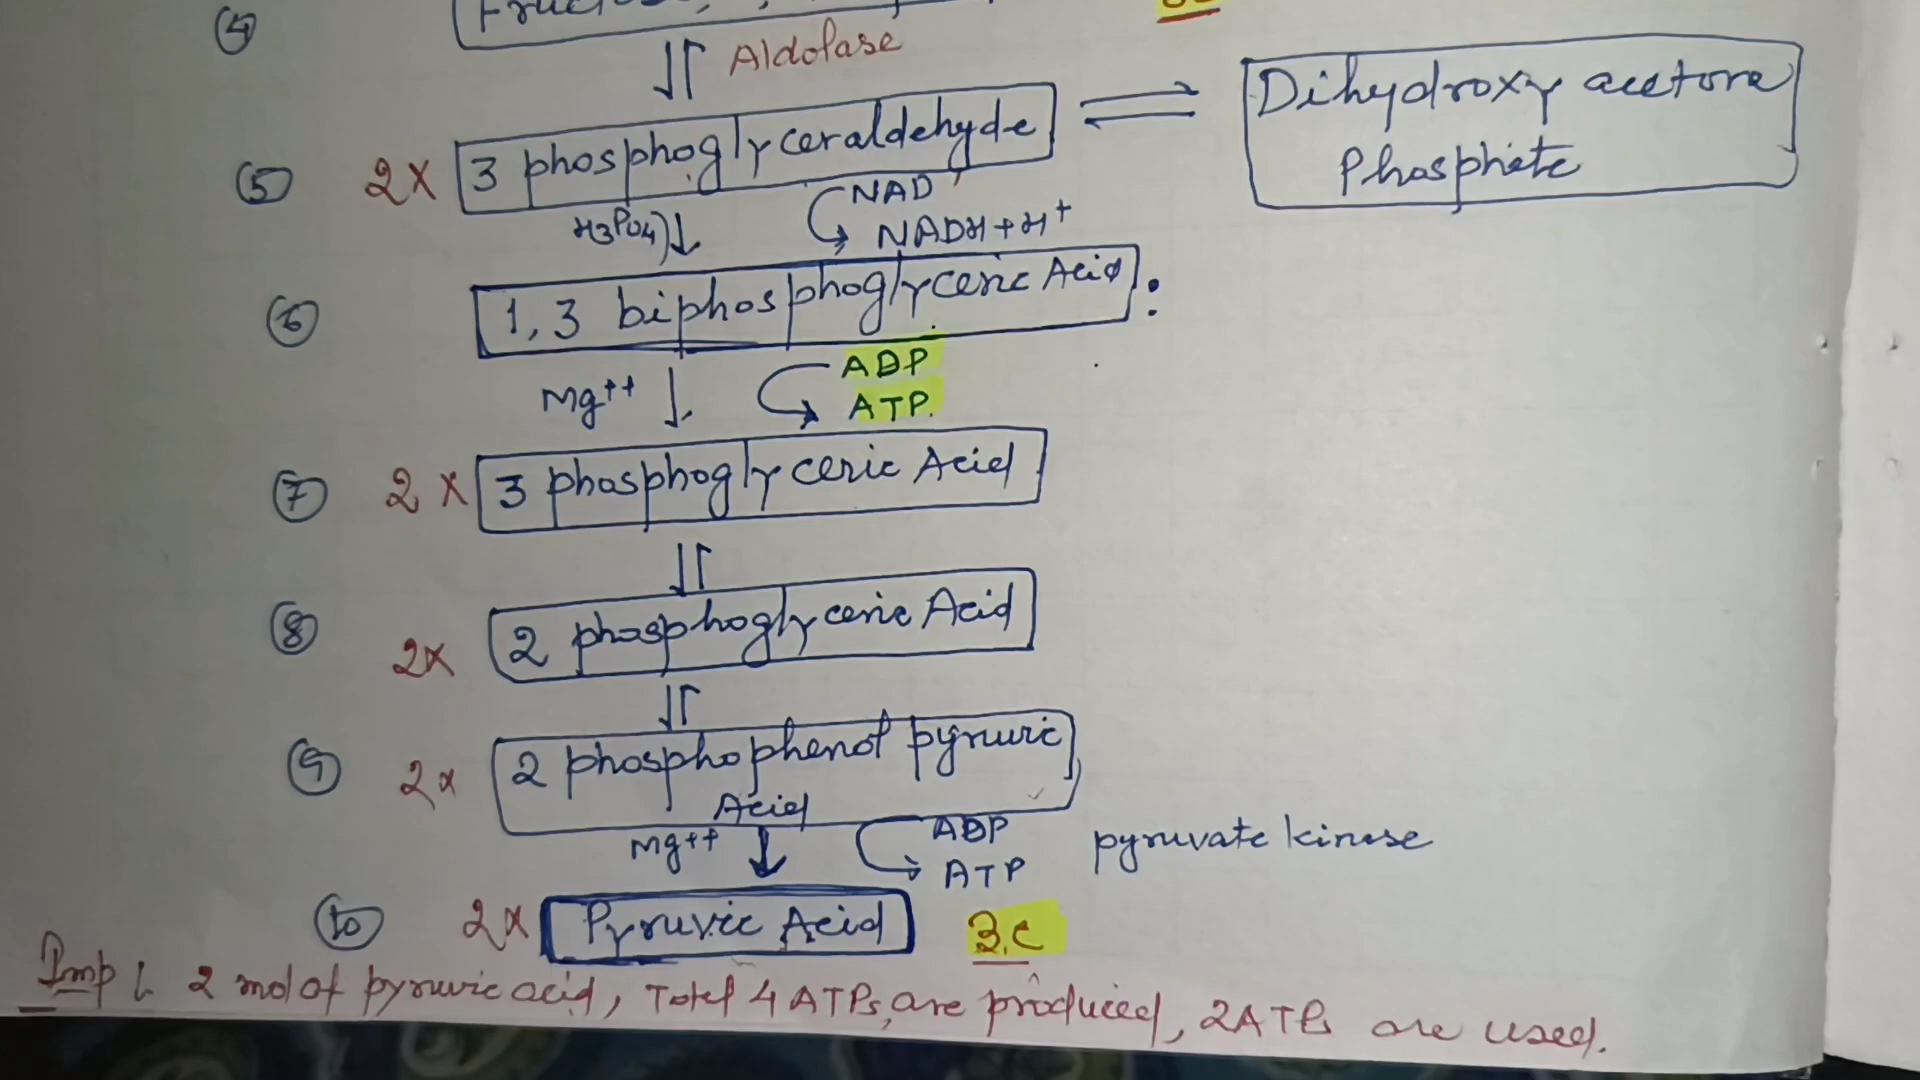 4
Aldolase
5 2X 3 phosphoglyceraldehyde Dihydroxy acetone
Phosphate
NAD
H3PO4 NADH+H+
6 1,3 biphosphoglyceric Acid :
ADP
Mg++ ATP.
7 2X 3 phosphoglyceric Acid
8 2x 2 phosphoglyceric Acid
9 2x 2 phosphophenol pyruvic
Acid
Mg++ ADP pyruvate kinase
ATP
10 2x Pyruvic Acid 3.C
Imp 2 mol of pyruvic acid, Total 4 ATPs, are produced, 2ATPs are used.